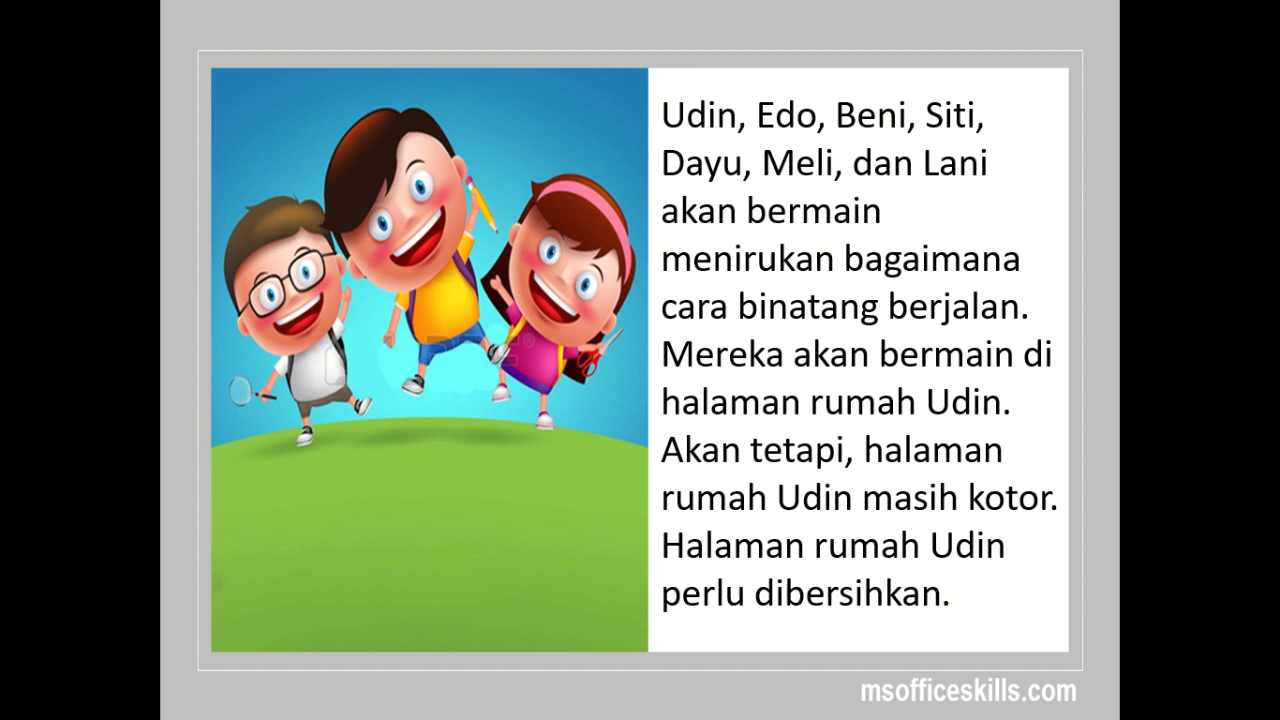 Udin, Edo, Beni, Siti,
Dayu, Meli, dan Lani
akan bermain
menirukan bagaimana
cara binatang berjalan.
Mereka akan bermain di
halaman rumah Udin.
Akan tetapi, halaman
rumah Udin masih kotor.
Halaman rumah Udin
perlu dibersihkan.
msofficeskills.com